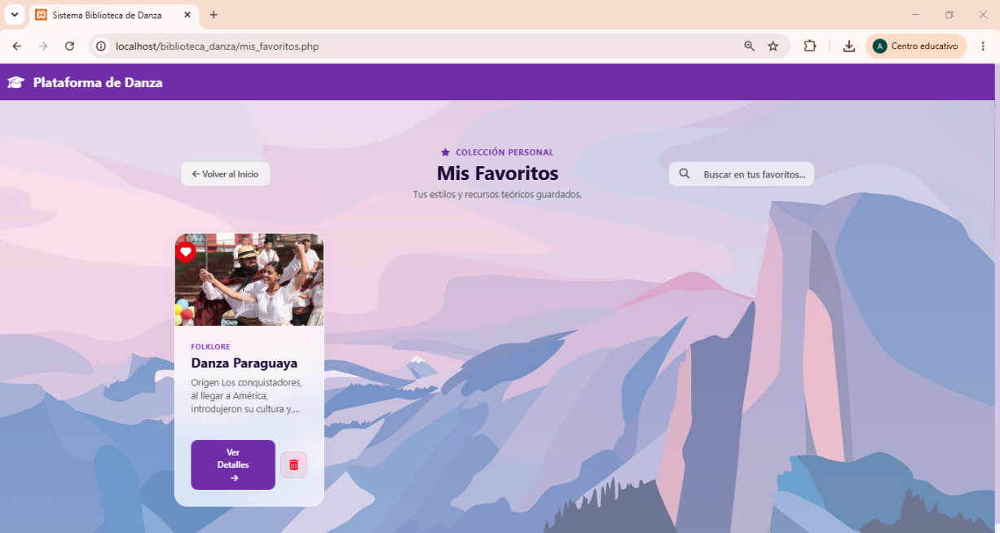 Sistema Biblioteca de Danza
localhost/biblioteca_danza/mis_favoritos.php
A Centro educativo
Plataforma de Danza
COLECCIÓN PERSONAL
← Volver al Inicio
Mis Favoritos
Buscar en tus favoritos...
Tus estilos y recursos teóricos guardados.
FOLKLORE
Danza Paraguaya
Origen Los conquistadores,
al llegar a América,
introdujeron su cultura y,...
Ver
Detalles
→